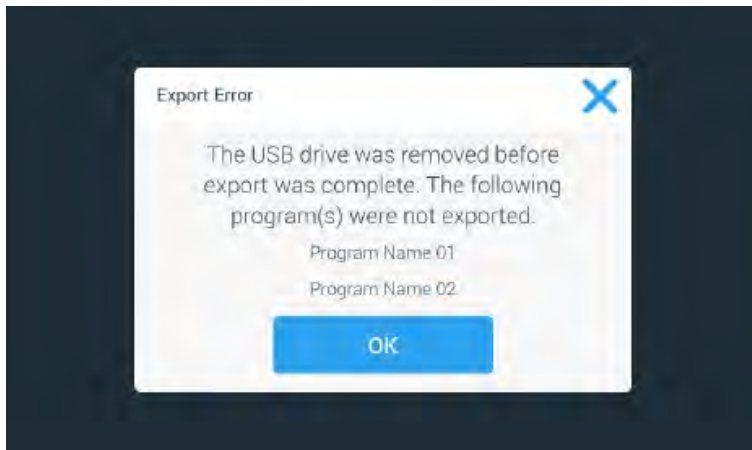 Export Error
The USB drive was removed before
export was complete. The following
program(s) were not exported.
Program Name 01
Program Name 02
OK